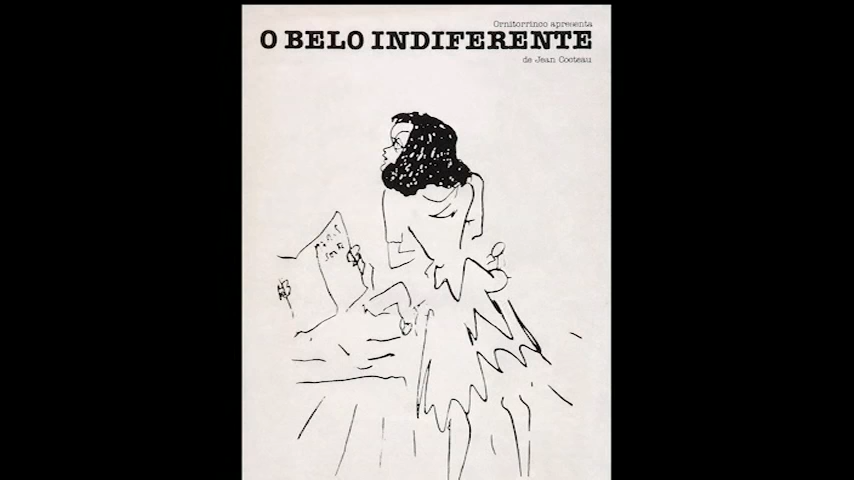 Ornitorrinco apresenta
O BELO INDIFERENTE
de Jean Cocteau